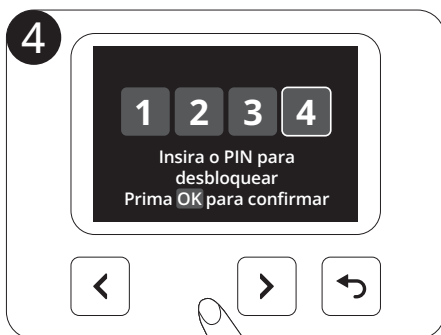 4
1 2 3 4
Insira o PIN para
desbloquear
Prima OK para confirmar